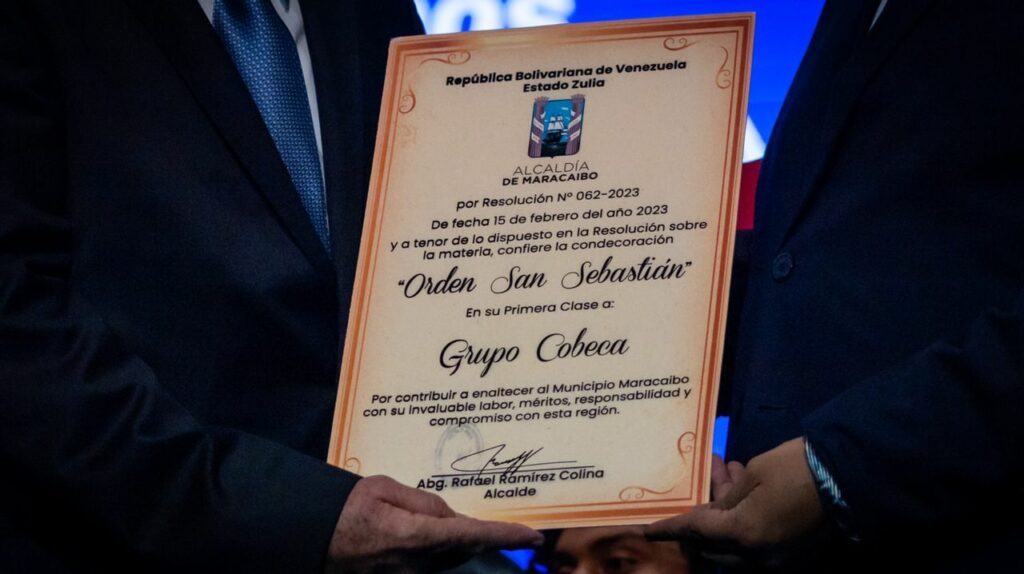 OS
República Bolivariana de Venezuela
Estado Zulia
ALCALDÍA
DE MARACAIBO
por Resolución N° 062-2023
De fecha 15 de febrero del año 2023
y a tenor de lo dispuesto en la Resolución sobre
la materia, confiere la condecoración
"Orden San Sebastián"
En su Primera Clase a:
Grupo Cobeca
Por contribuir a enaltecer al Municipio Maracaibo
con su invaluable labor, méritos, responsabilidad y
compromiso con esta región.
Abg. Rafael Ramírez Colina
Alcalde